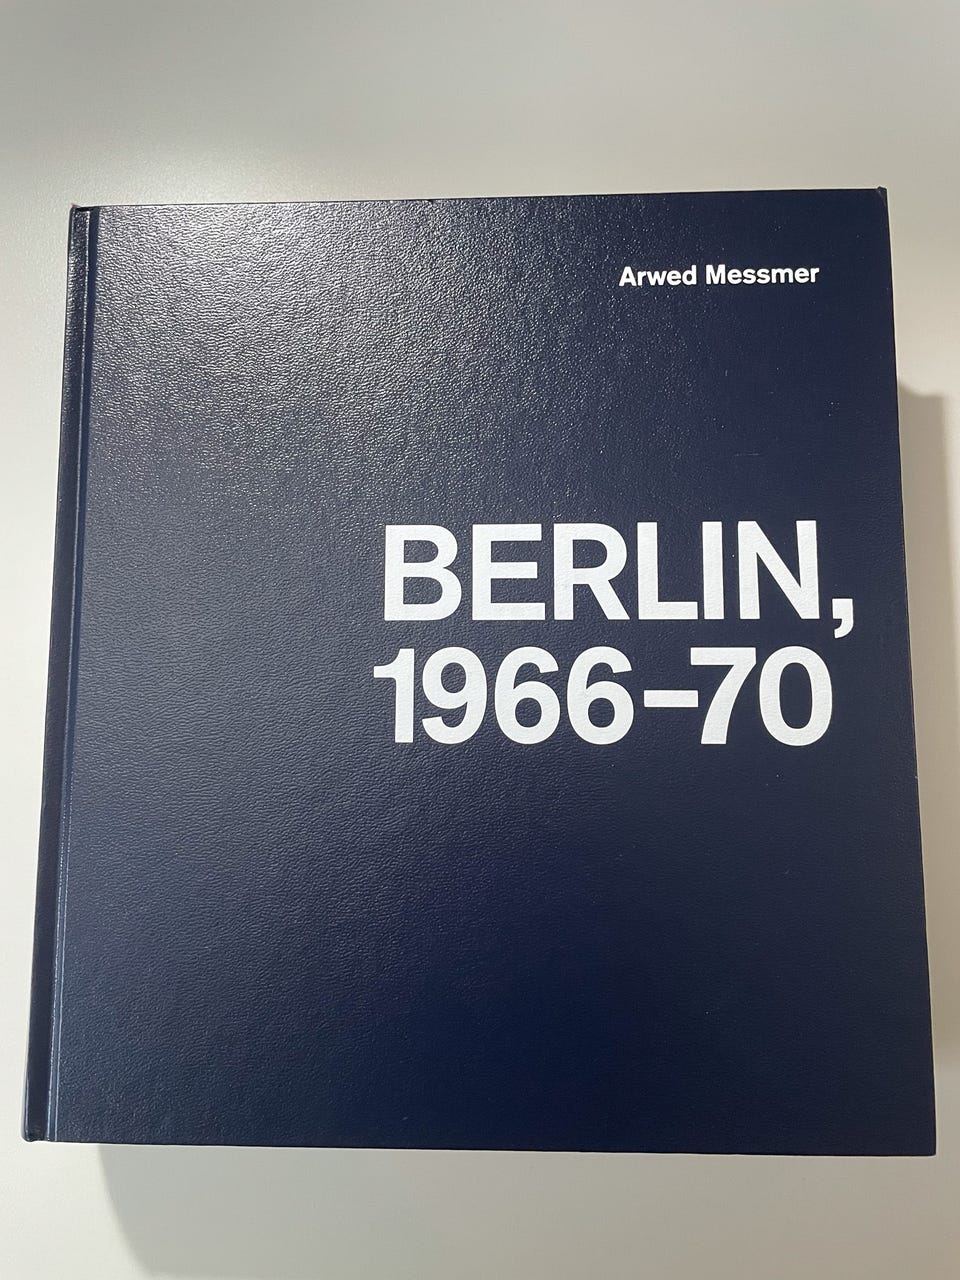 Arwed Messmer
BERLIN,
1966–70